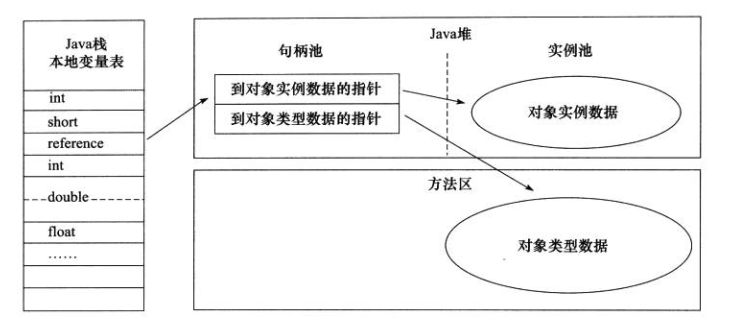 Java栈
本地变量表
int
short
reference
int
double
float
……
Java堆
句柄池
实例池
到对象实例数据的指针
到对象类型数据的指针
对象实例数据
方法区
对象类型数据